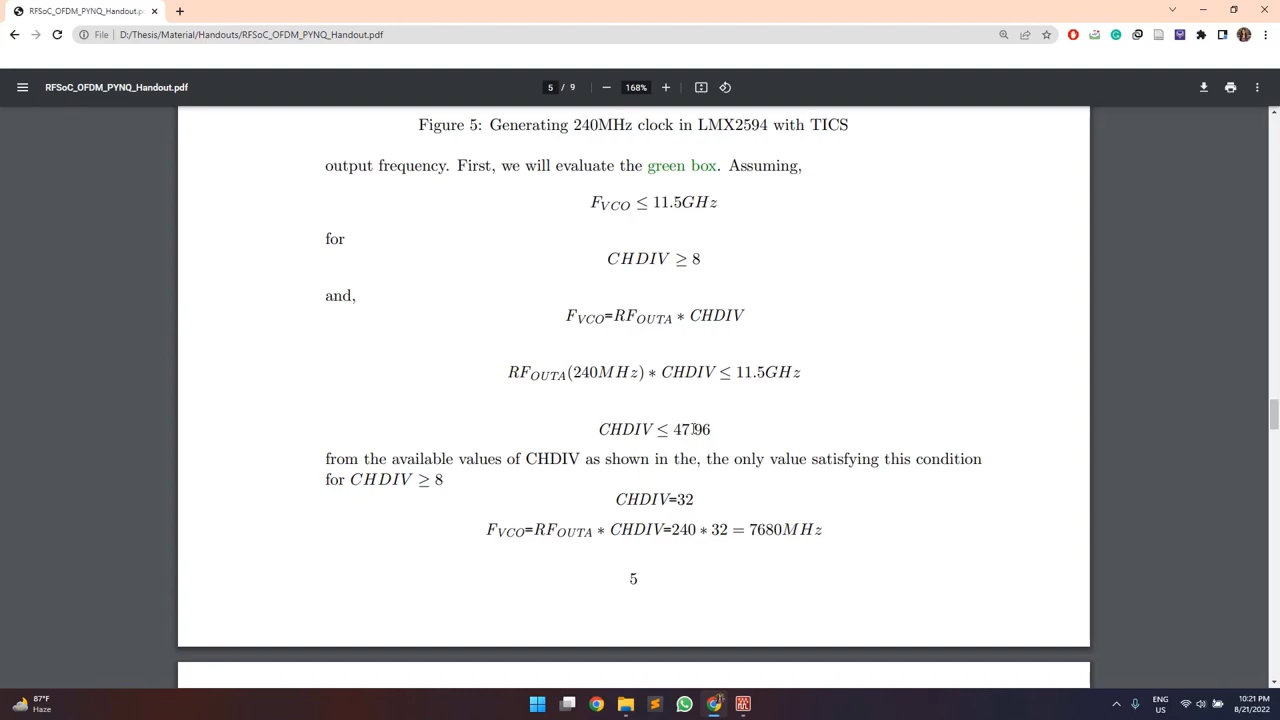 RFSoC_OFDM_PYNQ_Handout.p
File | D:/Thesis/Material/Handouts/RFSoC_OFDM_PYNQ_Handout.pdf
RFSoC_OFDM_PYNQ_Handout.pdf
5 / 9
168%
Figure 5: Generating 240MHz clock in LMX2594 with TICS
output frequency. First, we will evaluate the green box. Assuming,
F_VCO ≤ 11.5GHz
for
CHDIV ≥ 8
and,
F_VCO=RF_OUTA ∗ CHDIV
RF_OUTA(240MHz) ∗ CHDIV ≤ 11.5GHz
CHDIV ≤ 47.96
from the available values of CHDIV as shown in the, the only value satisfying this condition
for CHDIV ≥ 8
CHDIV=32
F_VCO=RF_OUTA ∗ CHDIV=240 ∗ 32 = 7680MHz
5
87°F
Haze
ENG
US
10:21 PM
8/21/2022